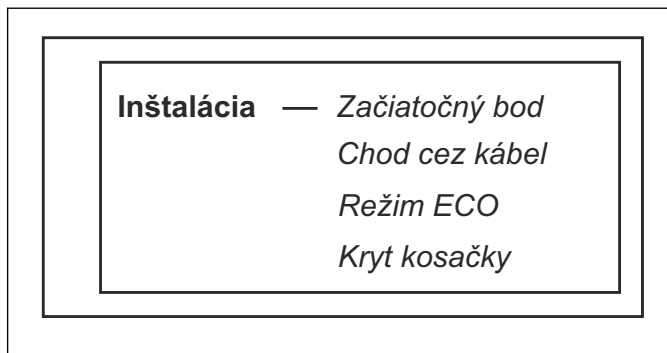 Inštalácia — Začiatočný bod
Chod cez kábel
Režim ECO
Kryt kosačky